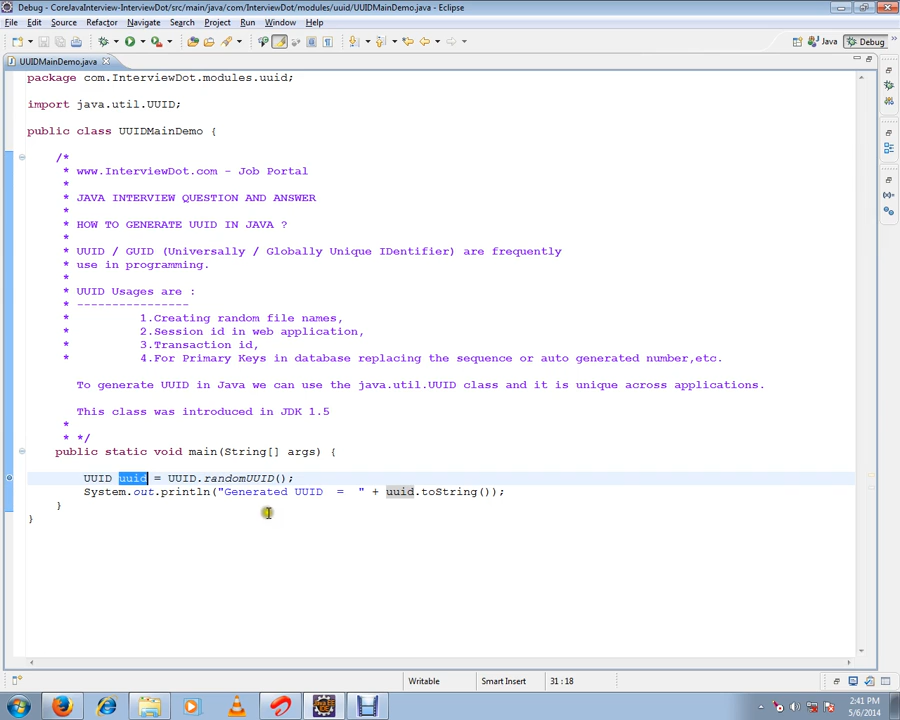 Debug - CoreJavaInterview-InterviewDot/src/main/java/com/InterviewDot/modules/uuid/UUIDMainDemo.java - Eclipse
File Edit Source Refactor Navigate Search Project Run Window Help
Java Debug
UUIDMainDemo.java
package com.InterviewDot.modules.uuid;
import java.util.UUID;
public class UUIDMainDemo {
/*
* www.InterviewDot.com - Job Portal
*
* JAVA INTERVIEW QUESTION AND ANSWER
*
* HOW TO GENERATE UUID IN JAVA ?
*
* UUID / GUID (Universally / Globally Unique IDentifier) are frequently
* use in programming.
*
* UUID Usages are :
* ----------------
* 1.Creating random file names,
* 2.Session id in web application,
* 3.Transaction id,
* 4.For Primary Keys in database replacing the sequence or auto generated number,etc.
To generate UUID in Java we can use the java.util.UUID class and it is unique across applications.
This class was introduced in JDK 1.5
*
* */
public static void main(String[] args) {
UUID uuid = UUID.randomUUID();
System.out.println("Generated UUID  =  " + uuid.toString());
}
}
Writable Smart Insert 31 : 18
2:41 PM
5/6/2014